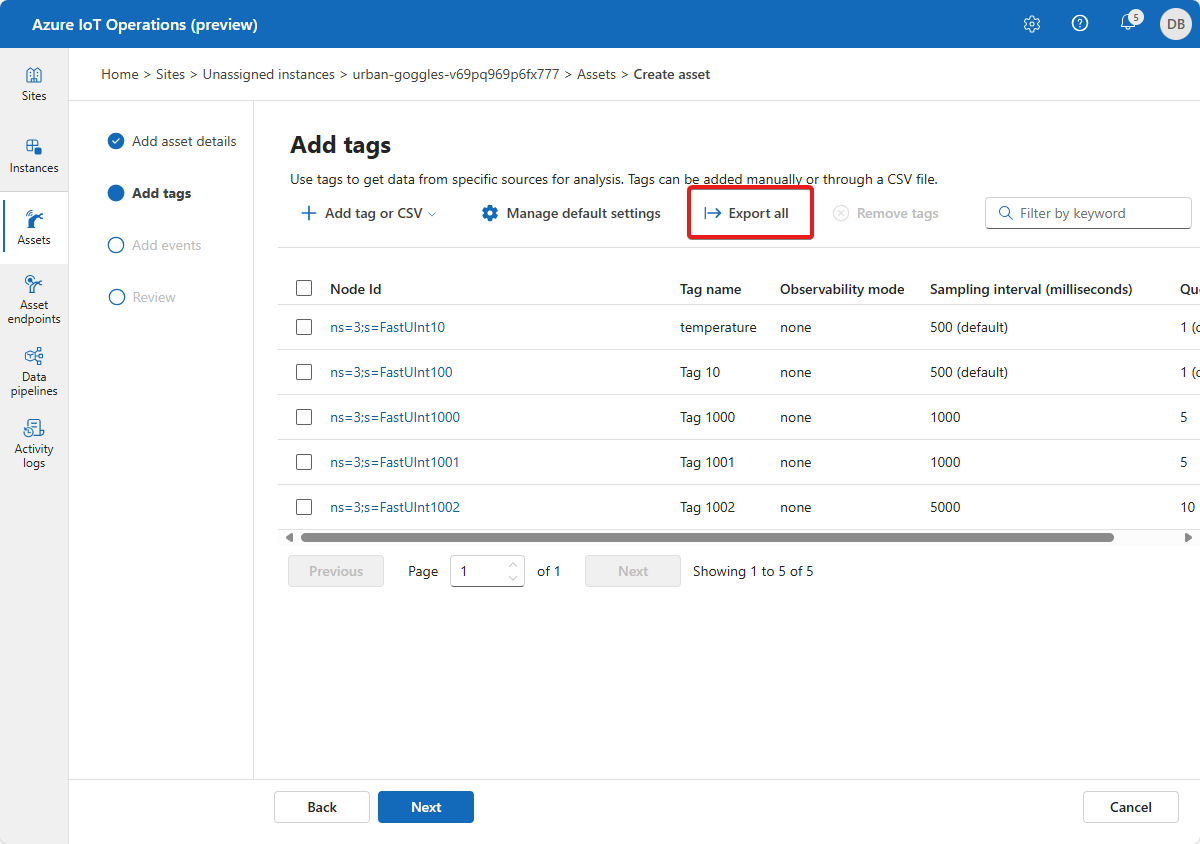 Azure IoT Operations (preview)
5
DB
Sites
Instances
Assets
Asset
endpoints
Data
pipelines
Activity
logs
Home > Sites > Unassigned instances > urban-goggles-v69pq969p6fx777 > Assets > Create asset
Add asset details
Add tags
Add events
Review
Add tags
Use tags to get data from specific sources for analysis. Tags can be added manually or through a CSV file.
Add tag or CSV Manage default settings Export all Remove tags Filter by keyword
Node Id Tag name Observability mode Sampling interval (milliseconds) Qu
ns=3;s=FastUInt10 temperature none 500 (default) 1 (
ns=3;s=FastUInt100 Tag 10 none 500 (default) 1 (
ns=3;s=FastUInt1000 Tag 1000 none 1000 5
ns=3;s=FastUInt1001 Tag 1001 none 1000 5
ns=3;s=FastUInt1002 Tag 1002 none 5000 10
Previous Page 1 of 1 Next Showing 1 to 5 of 5
Back Next Cancel